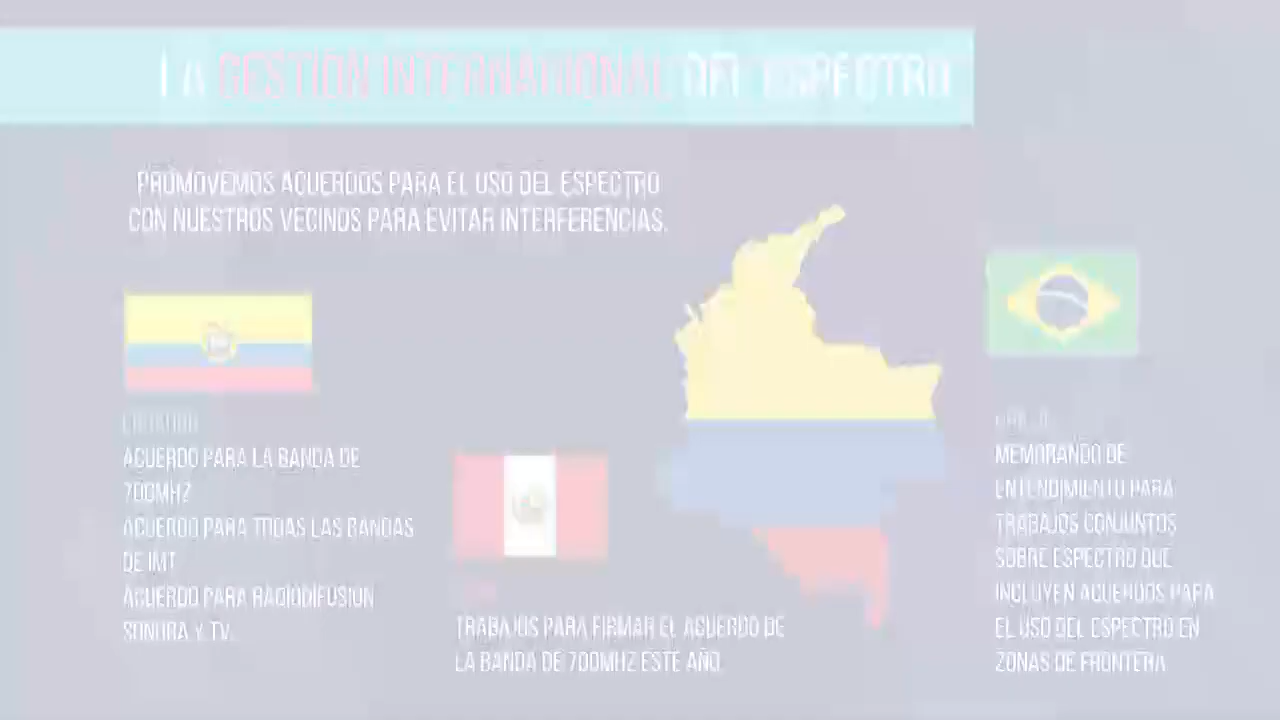 LA GESTIÓN INTERNACIONAL DEL ESPECTRO
PROMOVEMOS ACUERDOS PARA EL USO DEL ESPECTRO
CON NUESTROS VECINOS PARA EVITAR INTERFERENCIAS.
ECUADOR
ACUERDO PARA LA BANDA DE
700MHZ
ACUERDO PARA TODAS LAS BANDAS
DE IMT
ACUERDO PARA RADIODIFUSION
SONORA Y TV.
TRABAJOS PARA FIRMAR EL ACUERDO DE
LA BANDA DE 700MHZ ESTE AÑO.
BRASIL
MEMORANDO DE
ENTENDIMIENTO PARA
TRABAJOS CONJUNTOS
SOBRE ESPECTRO QUE
INCLUYEN ACUERDOS PARA
EL USO DEL ESPECTRO EN
ZONAS DE FRONTERA